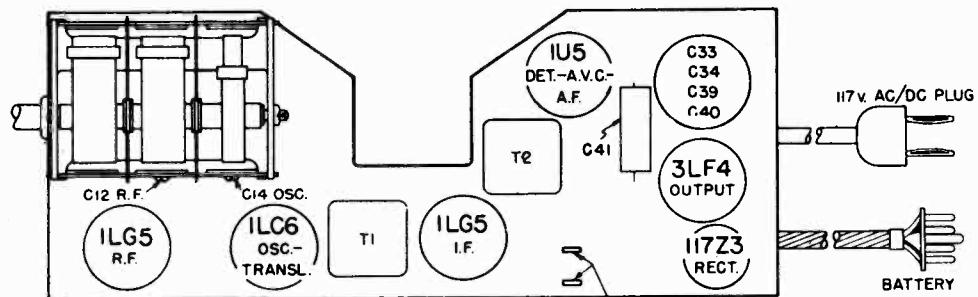 1U5
DET.-A.V.C.-
A.F.
C33
C34
C39
C40
117V. AC/DC PLUG
C41
T2
3LF4
OUTPUT
C12 R.F.
C14 OSC.
1LG5
R.F.
1LC6
OSC.-
TRANSL.
T1
1LG5
I.F.
117Z3
RECT.
BATTERY